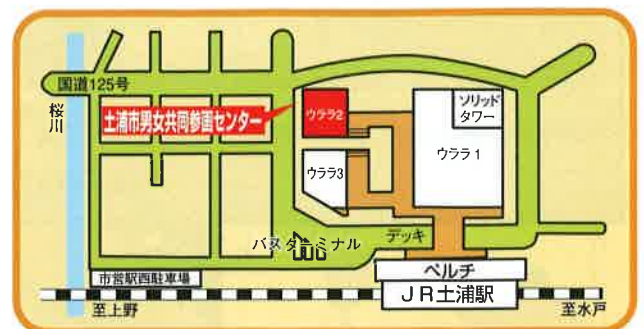 国道125号
桜川
土浦市男女共同参画センター
ウララ2
ソリッド
タワー
ウララ1
ウララ3
バスターミナル
デッキ
市営駅西駐車場
ペルチ
JR土浦駅
至上野
至水戸